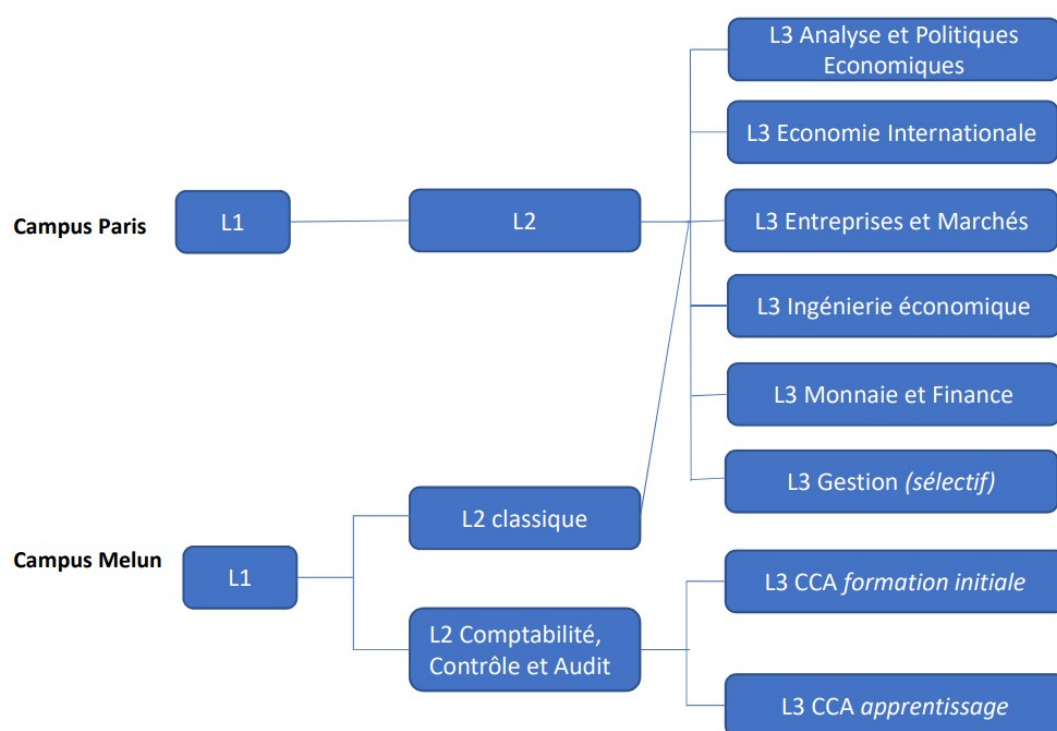 L3 Analyse et Politiques
Economiques
L3 Economie Internationale
Campus Paris
L1
L2
L3 Entreprises et Marchés
L3 Ingénierie économique
L3 Monnaie et Finance
L3 Gestion (sélectif)
L2 classique
Campus Melun
L1
L3 CCA formation initiale
L2 Comptabilité,
Contrôle et Audit
L3 CCA apprentissage